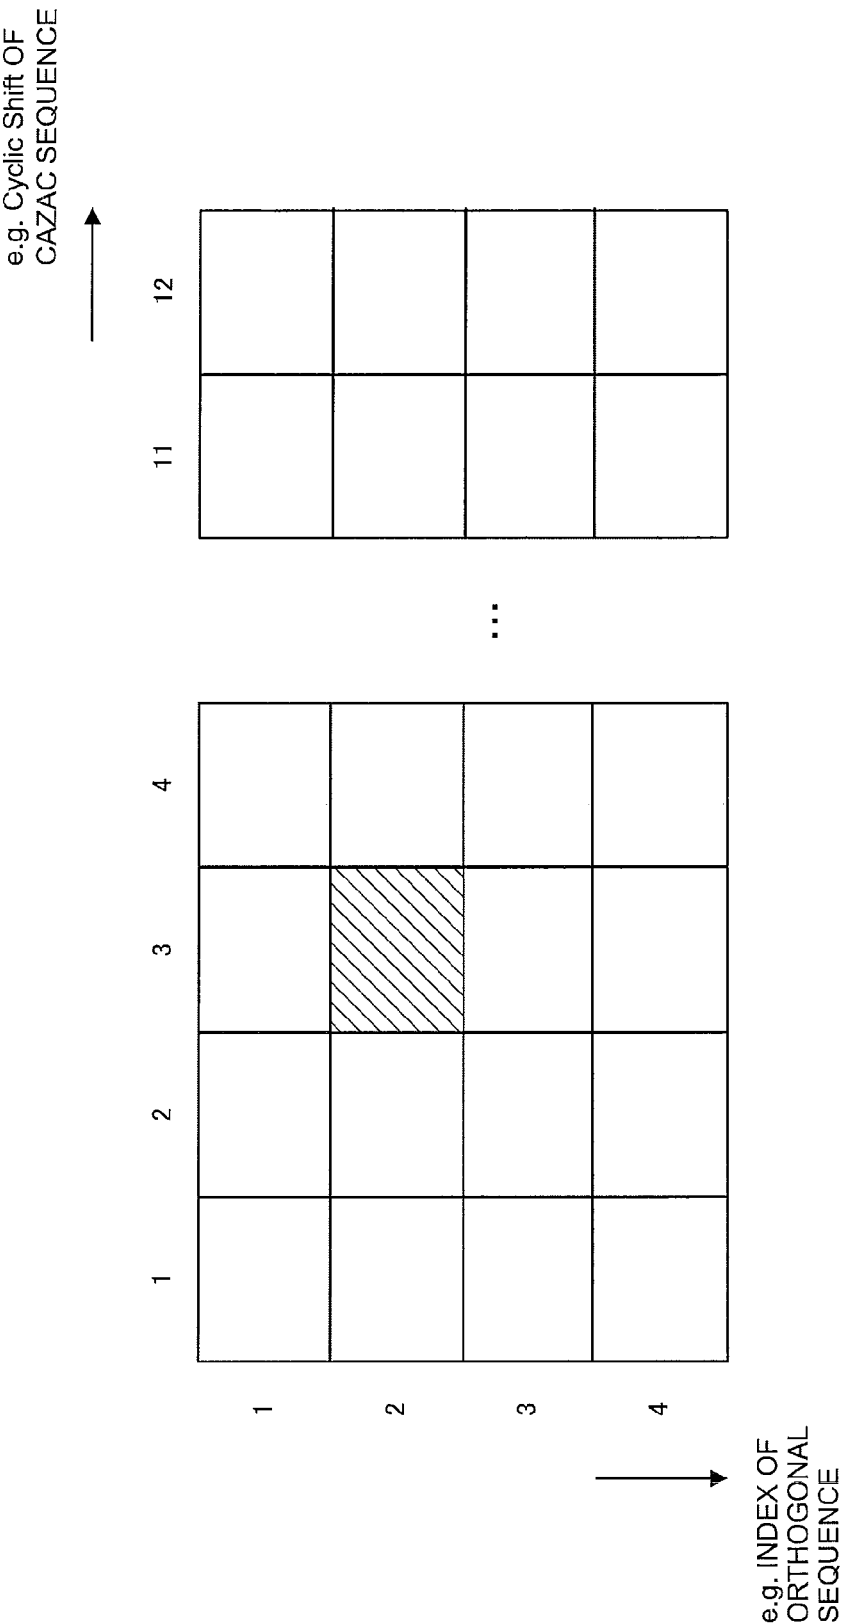 e.g. Cyclic Shift OF
CAZAC SEQUENCE
1 2 3 4 ... 11 12
1
2
3
4
e.g. INDEX OF
ORTHOGONAL
SEQUENCE